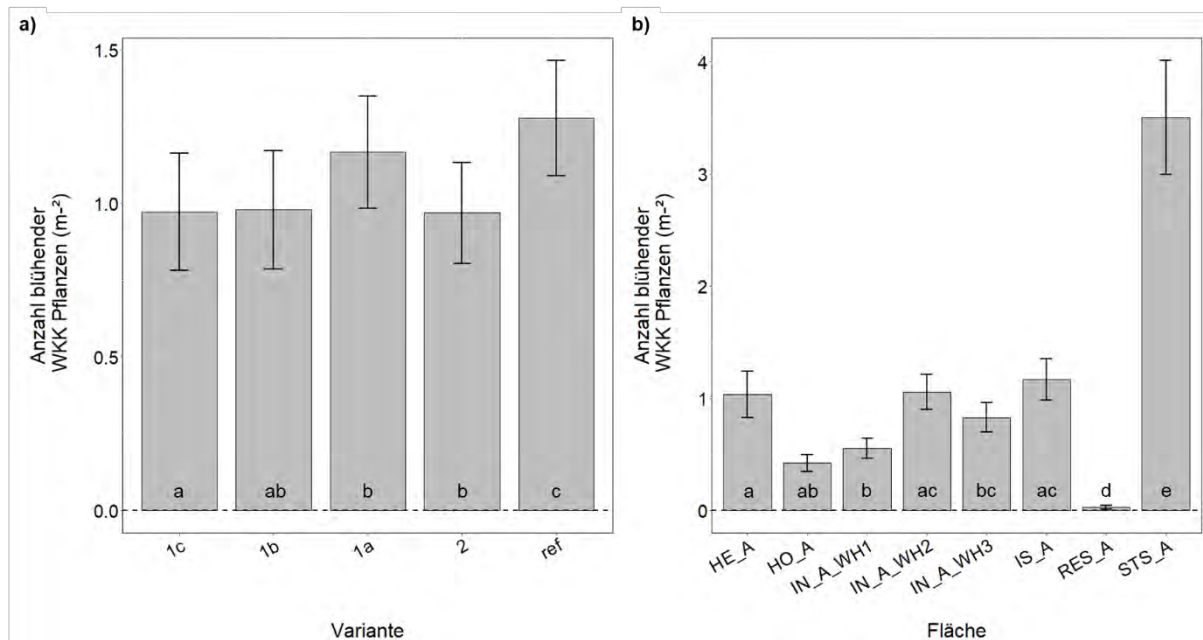 a)
Anzahl blühender
WKK Pflanzen (m-²)
1.5
1.0
0.5
0.0
a
ab
b
b
c
1c
1b
1a
2
ref
Variante
b)
Anzahl blühender
WKK Pflanzen (m-²)
4
3
2
1
0
a
ab
b
ac
bc
ac
d
e
HE_A
HO_A
IN_A_WH1
IN_A_WH2
IN_A_WH3
IS_A
RES_A
STS_A
Fläche